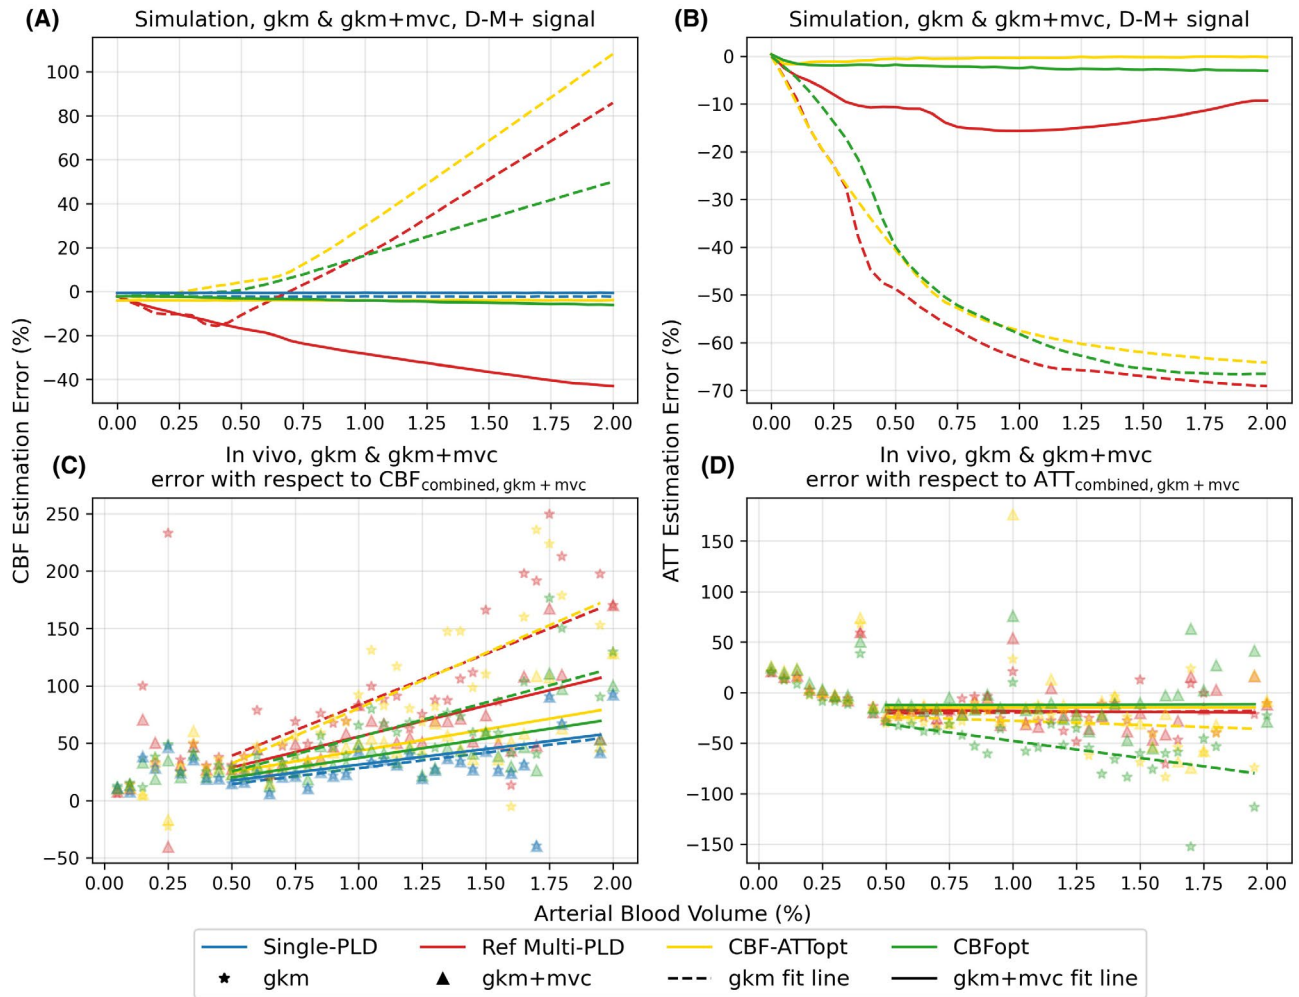 (A) Simulation, gkm & gkm+mvc, D-M+ signal
100
80
60
40
20
0
−20
−40
0.00 0.25 0.50 0.75 1.00 1.25 1.50 1.75 2.00
(B) Simulation, gkm & gkm+mvc, D-M+ signal
0
−10
−20
−30
−40
−50
−60
−70
0.00 0.25 0.50 0.75 1.00 1.25 1.50 1.75 2.00
CBF Estimation Error (%)
ATT Estimation Error (%)
(C) In vivo, gkm & gkm+mvc
error with respect to CBFcombined, gkm + mvc
250
200
150
100
50
0
−50
0.00 0.25 0.50 0.75 1.00 1.25 1.50 1.75 2.00
(D) In vivo, gkm & gkm+mvc
error with respect to ATTcombined, gkm + mvc
150
100
50
0
−50
−100
−150
0.00 0.25 0.50 0.75 1.00 1.25 1.50 1.75 2.00
Arterial Blood Volume (%)
Single-PLD Ref Multi-PLD CBF-ATTopt CBFopt
gkm gkm+mvc gkm fit line gkm+mvc fit line